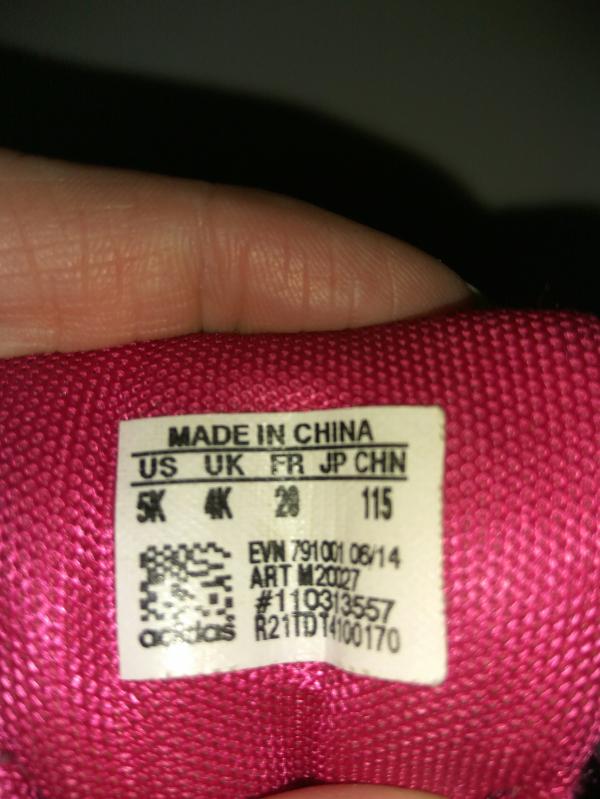 MADE IN CHINA
US UK FR JP CHN
5K 4K 20 115
EVN 791001 06/14
ART M20027
#110313557
R21TD14100170
adidas